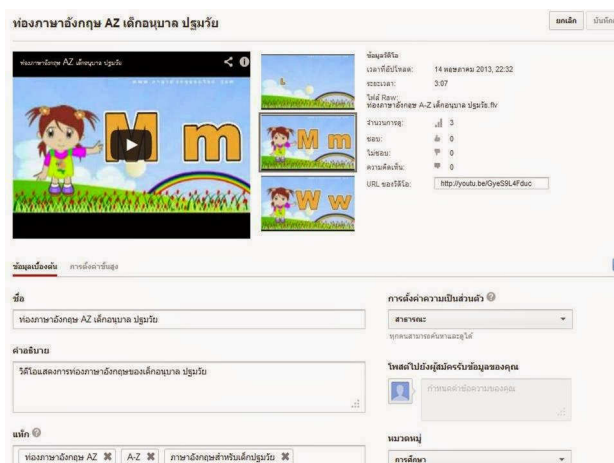 ท่องภาษาอังกฤษ AZ เด็กอนุบาล ปฐมวัย
ยกเลิก
ท่องภาษาอังกฤษ AZ เด็กอนุบาล ปฐมวัย
M m
M m
W w
ข้อมูลวิดีโอ
เวลาที่อัปโหลด: 14 พฤษภาคม 2013, 22:32
ระยะเวลา: 3:07
ไฟล์ Raw:
ท่องภาษาอังกฤษ A-Z เด็กอนุบาล ปฐมวัย.flv
จำนวนการดู: 3
ชอบ: 0
ไม่ชอบ: 0
ความคิดเห็น: 0
URL ของวิดีโอ: http://youtu.be/GyeS9L4Fduc
ข้อมูลเบื้องต้น การตั้งค่าขั้นสูง
ชื่อ
ท่องภาษาอังกฤษ AZ เด็กอนุบาล ปฐมวัย
คำอธิบาย
วิดีโอแสดงการท่องภาษาอังกฤษของเด็กอนุบาล ปฐมวัย
แท็ก
ท่องภาษาอังกฤษ AZ A-Z ภาษาอังกฤษสำหรับเด็กปฐมวัย
การตั้งค่าความเป็นส่วนตัว
สาธารณะ
ทุกคนสามารถค้นหาและดูได้
โพสต์ไปยังผู้สมัครรับข้อมูลของคุณ
กำหนดค่าข้อความของคุณ
หมวดหมู่
การศึกษา